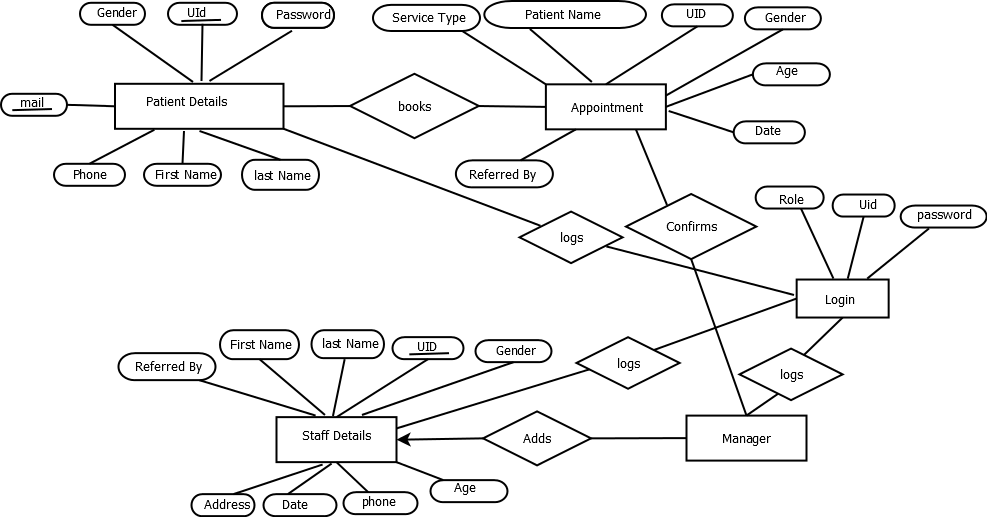 Gender
UId
Password
Service Type
Patient Name
UID
Gender
mail
Patient Details
books
Appointment
Age
Date
Phone
First Name
last Name
Referred By
Role
Uid
password
logs
Confirms
Login
First Name
last Name
UID
Gender
Referred By
logs
logs
Staff Details
Adds
Manager
Address
Date
phone
Age